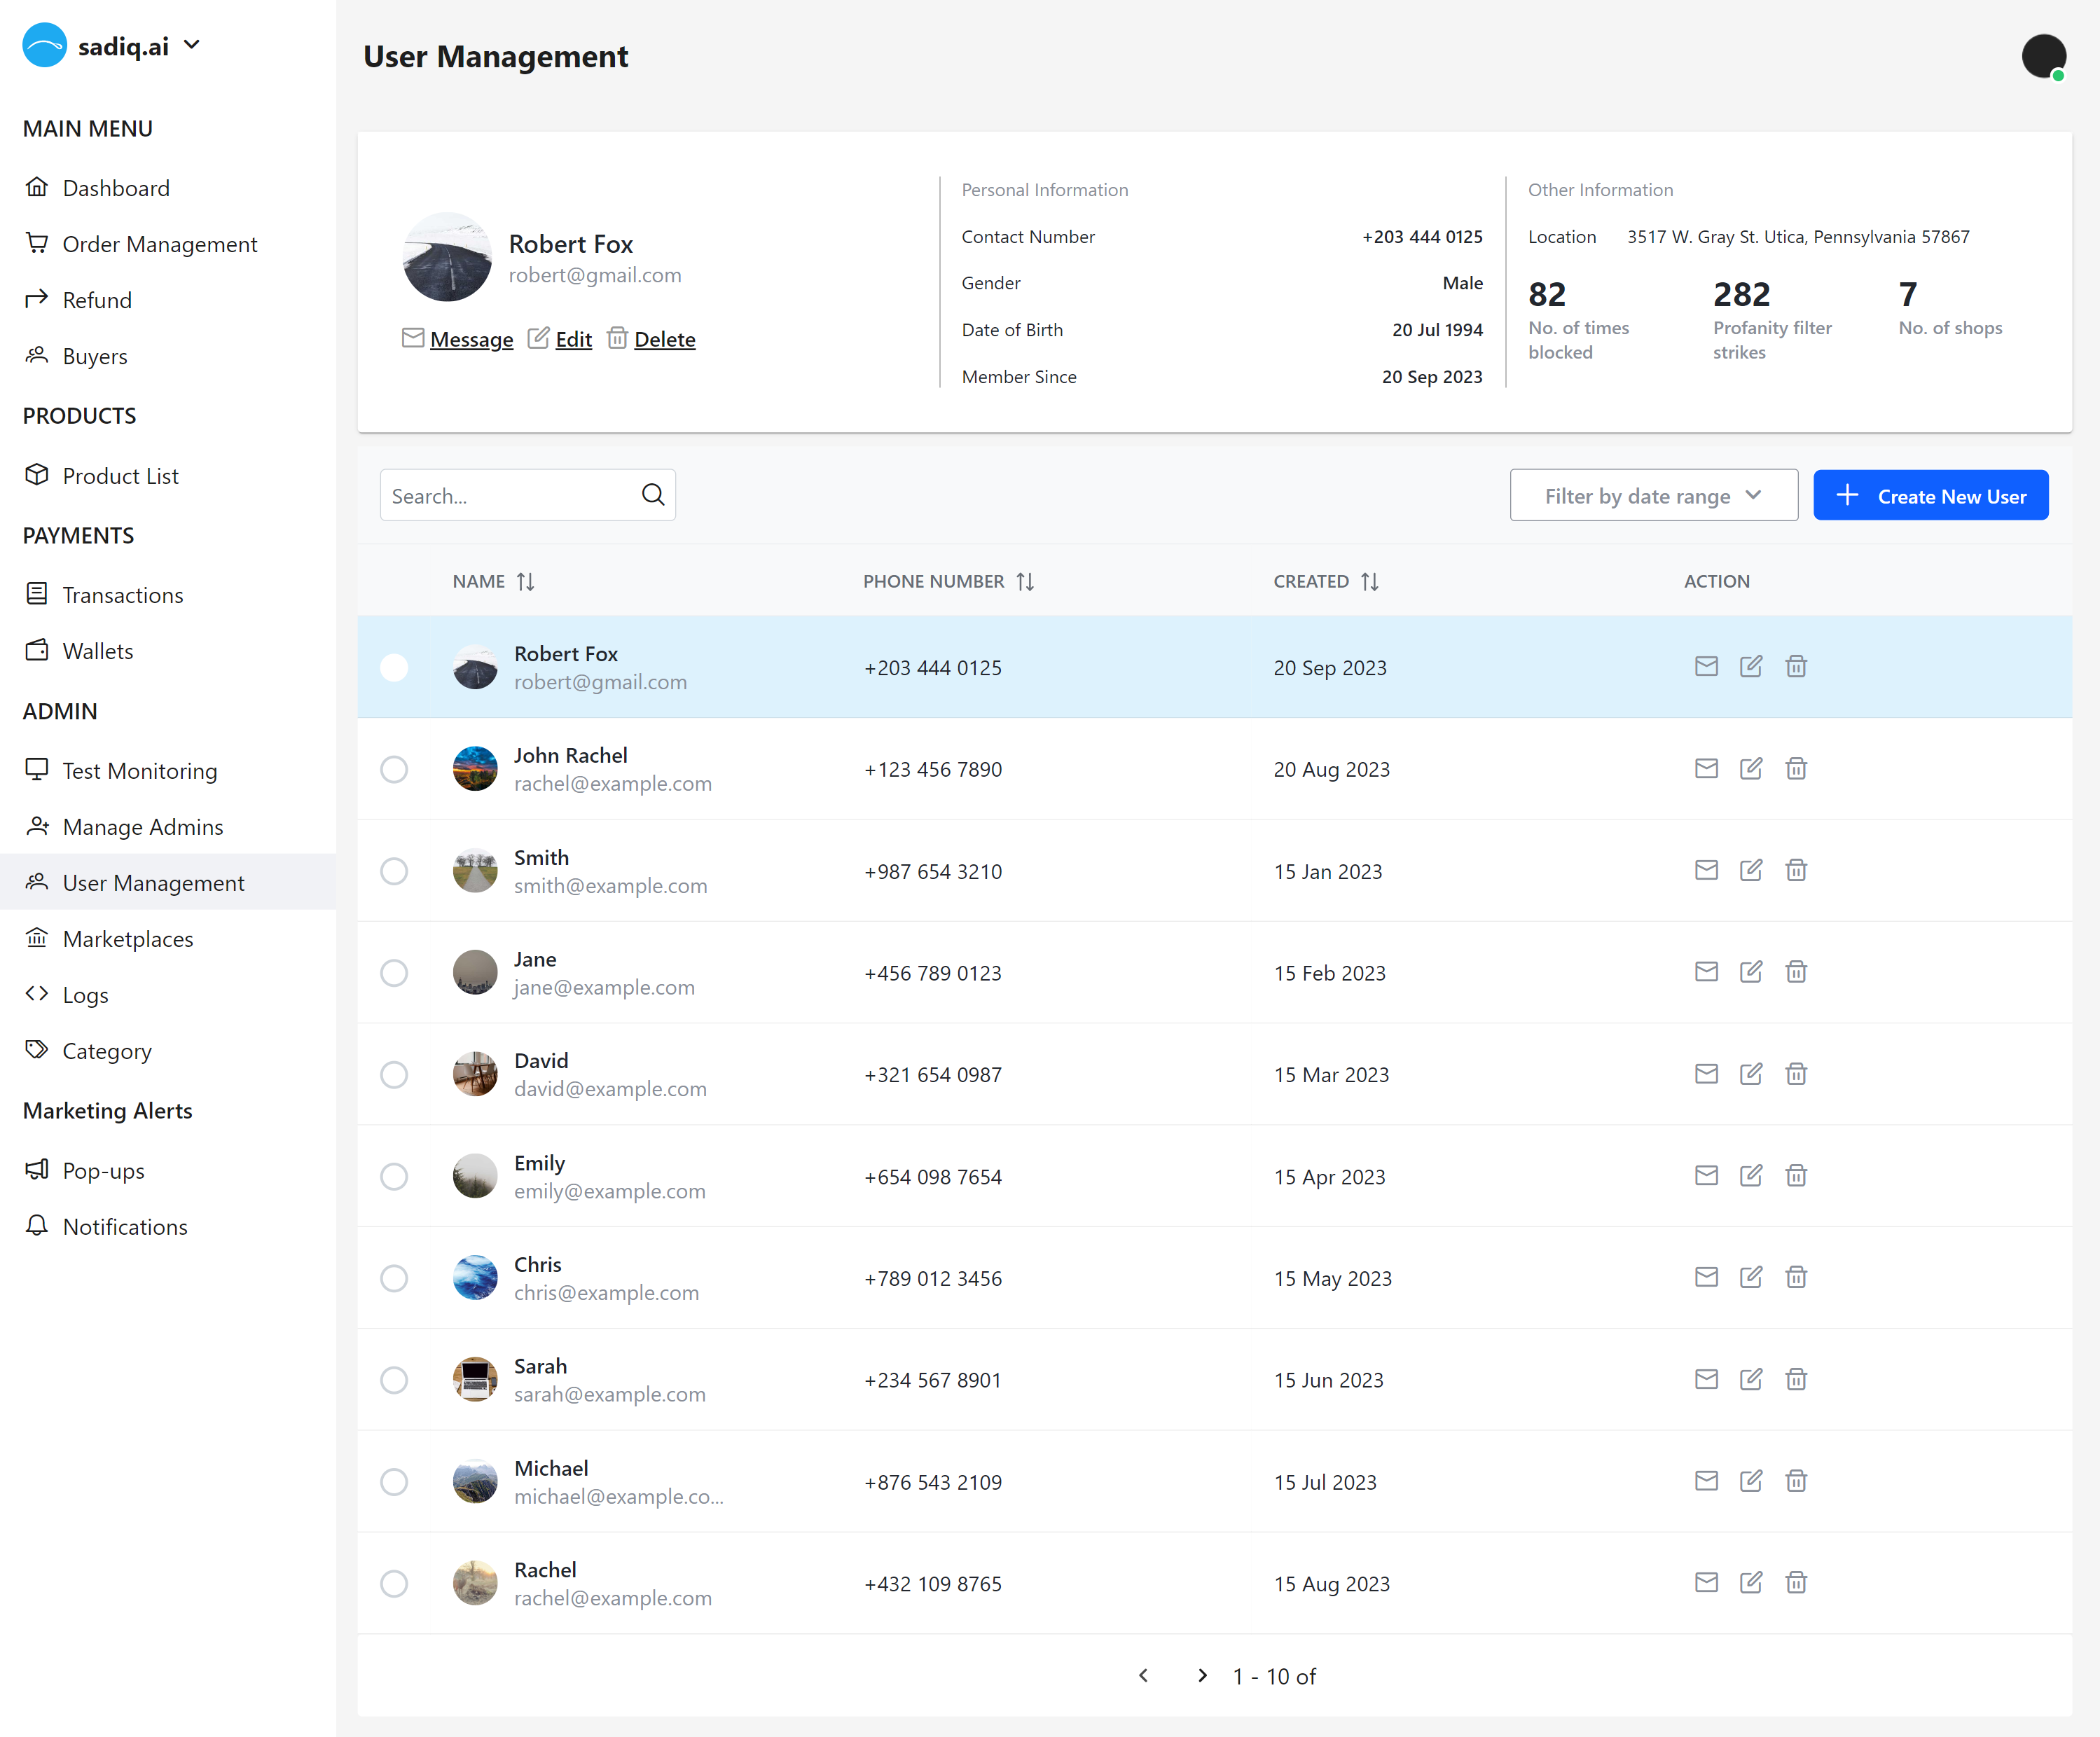 sadiq.ai
MAIN MENU
Dashboard
Order Management
Refund
Buyers
PRODUCTS
Product List
PAYMENTS
Transactions
Wallets
ADMIN
Test Monitoring
Manage Admins
User Management
Marketplaces
Logs
Category
Marketing Alerts
Pop-ups
Notifications
User Management
Robert Fox
robert@gmail.com
Message Edit Delete
Personal Information
Contact Number +203 444 0125
Gender Male
Date of Birth 20 Jul 1994
Member Since 20 Sep 2023
Other Information
Location 3517 W. Gray St. Utica, Pennsylvania 57867
82
No. of times
blocked
282
Profanity filter
strikes
7
No. of shops
Search...
Filter by date range
Create New User
NAME PHONE NUMBER CREATED ACTION
Robert Fox
robert@gmail.com
+203 444 0125
20 Sep 2023
John Rachel
rachel@example.com
+123 456 7890
20 Aug 2023
Smith
smith@example.com
+987 654 3210
15 Jan 2023
Jane
jane@example.com
+456 789 0123
15 Feb 2023
David
david@example.com
+321 654 0987
15 Mar 2023
Emily
emily@example.com
+654 098 7654
15 Apr 2023
Chris
chris@example.com
+789 012 3456
15 May 2023
Sarah
sarah@example.com
+234 567 8901
15 Jun 2023
Michael
michael@example.co...
+876 543 2109
15 Jul 2023
Rachel
rachel@example.com
+432 109 8765
15 Aug 2023
1 - 10 of